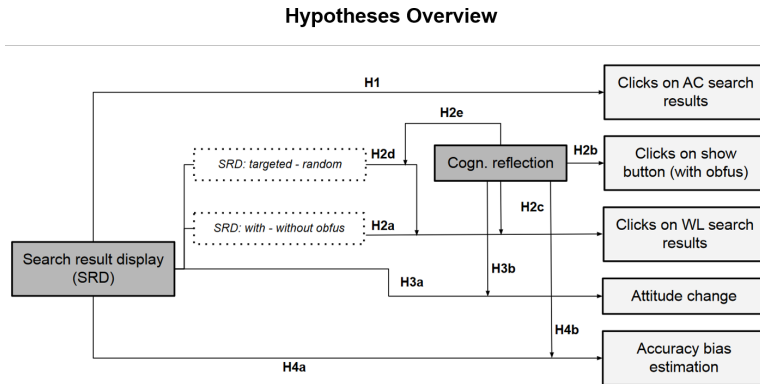 Hypotheses Overview
H1
Clicks on AC search
results
H2e
SRD: targeted - random
H2d
Cogn. reflection
H2b
Clicks on show
button (with obfus)
H2c
SRD: with - without obfus
H2a
Clicks on WL search
results
Search result display
(SRD)
H3b
H3a
Attitude change
H4b
H4a
Accuracy bias
estimation